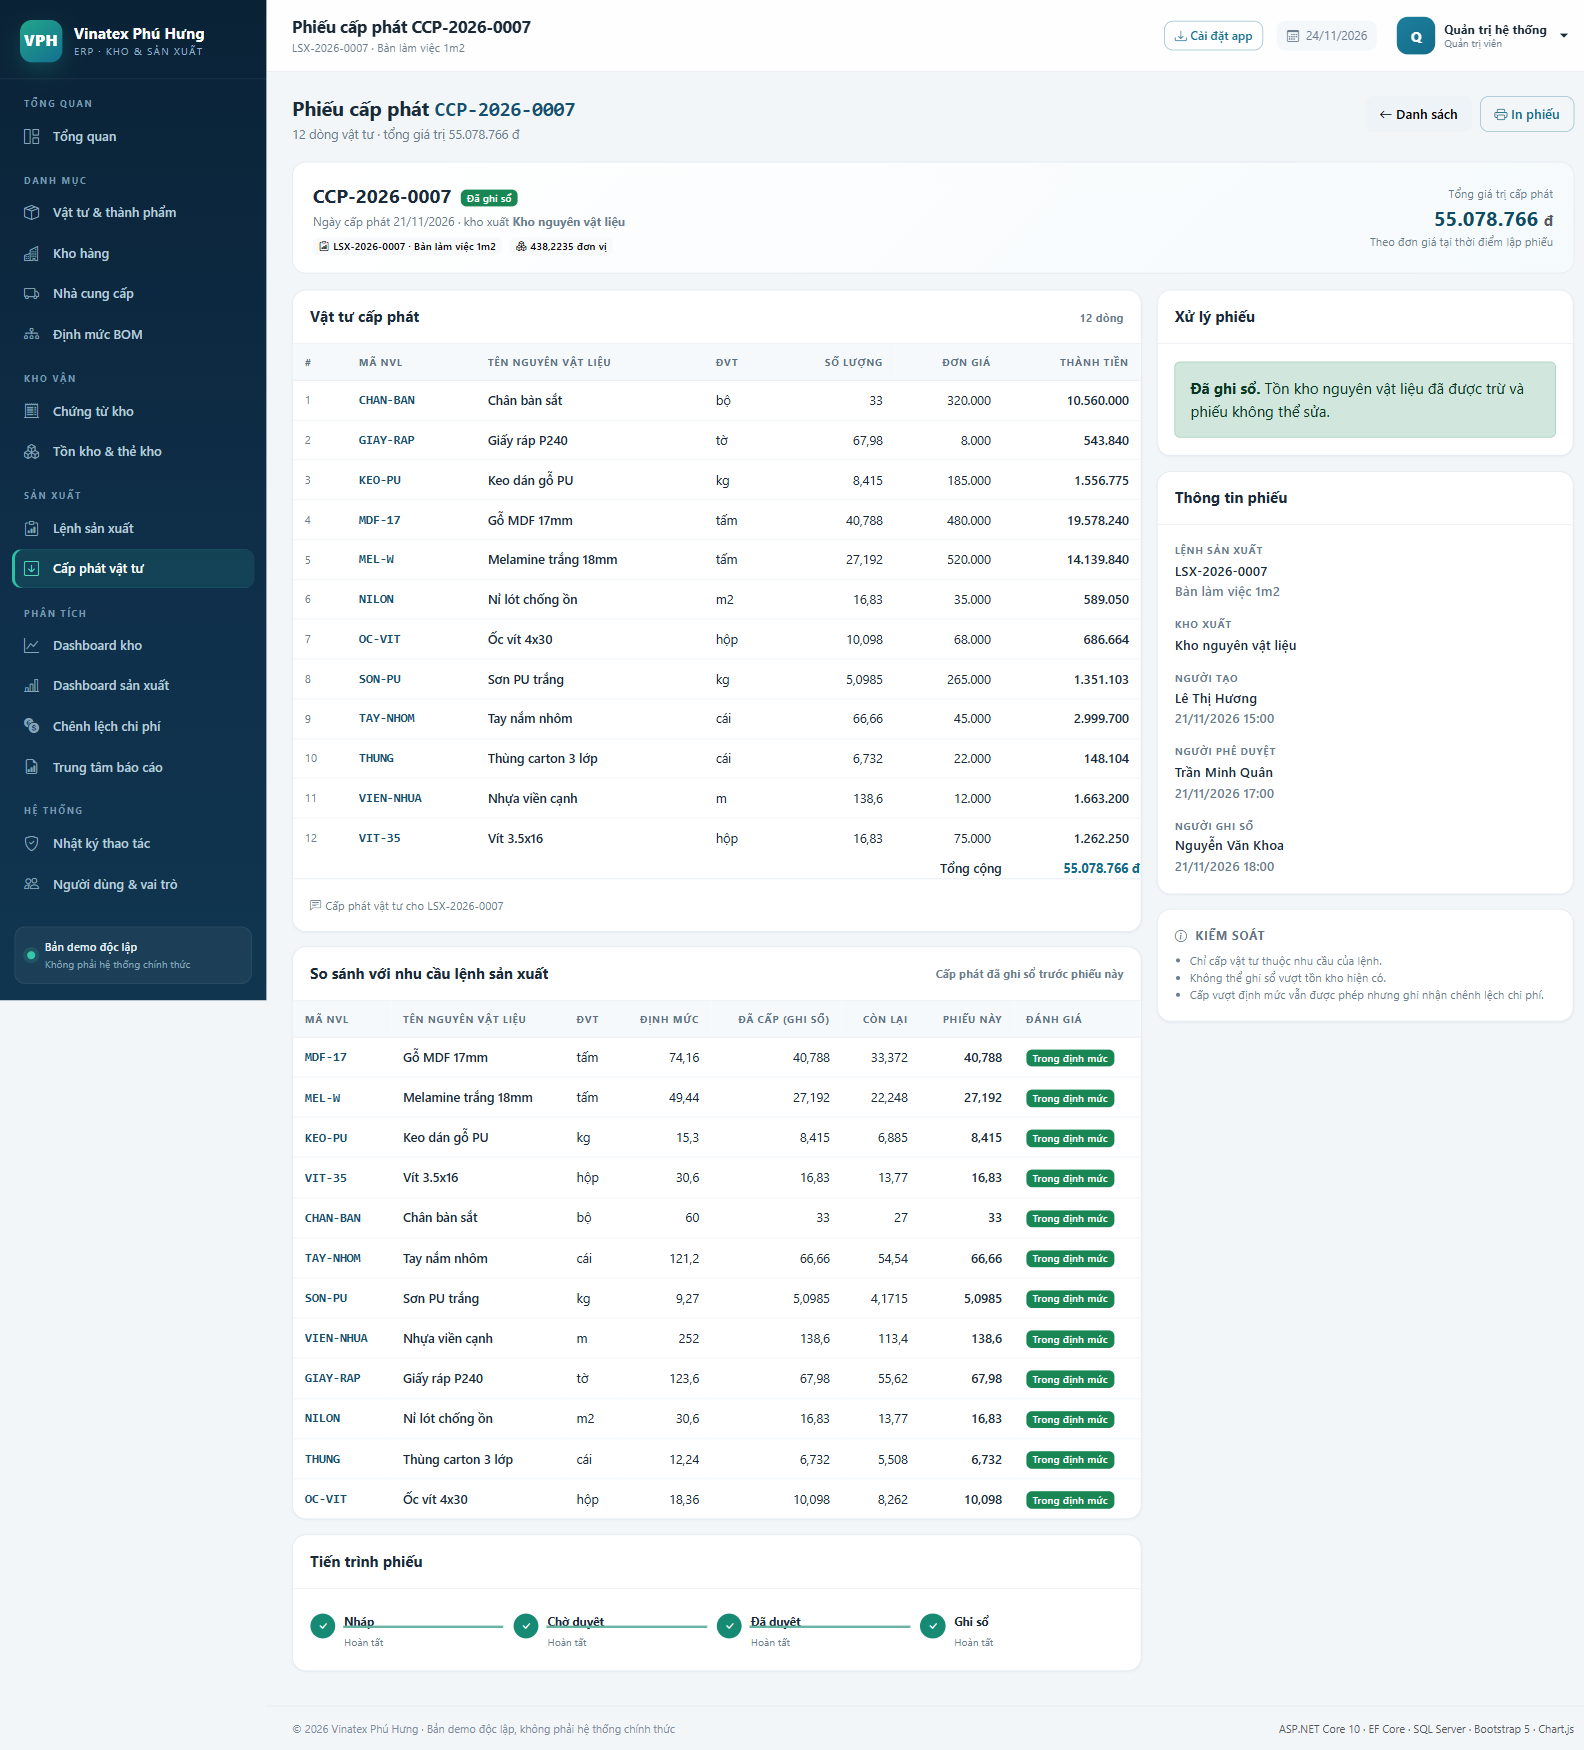 VPH
Vinatex Phú Hưng
ERP · KHO & SẢN XUẤT
TỔNG QUAN
Tổng quan
DANH MỤC
Vật tư & thành phẩm
Kho hàng
Nhà cung cấp
Định mức BOM
KHO VẬN
Chứng từ kho
Tồn kho & thẻ kho
SẢN XUẤT
Lệnh sản xuất
Cấp phát vật tư
PHÂN TÍCH
Dashboard kho
Dashboard sản xuất
Chênh lệch chi phí
Trung tâm báo cáo
HỆ THỐNG
Nhật ký thao tác
Người dùng & vai trò
Bản demo độc lập
Không phải hệ thống chính thức
Phiếu cấp phát CCP-2026-0007
LSX-2026-0007 · Bàn làm việc 1m2
Cài đặt app
24/11/2026
Q
Quản trị hệ thống
Quản trị viên
Phiếu cấp phát CCP-2026-0007
12 dòng vật tư · tổng giá trị 55.078.766 đ
← Danh sách
In phiếu
CCP-2026-0007 Đã ghi sổ
Ngày cấp phát 21/11/2026 · kho xuất Kho nguyên vật liệu
LSX-2026-0007 · Bàn làm việc 1m2 438,2235 đơn vị
Tổng giá trị cấp phát
55.078.766 đ
Theo đơn giá tại thời điểm lập phiếu
Vật tư cấp phát 12 dòng
# MÃ NVL TÊN NGUYÊN VẬT LIỆU ĐVT SỐ LƯỢNG ĐƠN GIÁ THÀNH TIỀN
1 CHAN-BAN Chân bàn sắt bộ 33 320.000 10.560.000
2 GIAY-RAP Giấy ráp P240 tờ 67,98 8.000 543.840
3 KEO-PU Keo dán gỗ PU kg 8,415 185.000 1.556.775
4 MDF-17 Gỗ MDF 17mm tấm 40,788 480.000 19.578.240
5 MEL-W Melamine trắng 18mm tấm 27,192 520.000 14.139.840
6 NILON Nỉ lót chống ồn m2 16,83 35.000 589.050
7 OC-VIT Ốc vít 4x30 hộp 10,098 68.000 686.664
8 SON-PU Sơn PU trắng kg 5,0985 265.000 1.351.103
9 TAY-NHOM Tay nắm nhôm cái 66,66 45.000 2.999.700
10 THUNG Thùng carton 3 lớp cái 6,732 22.000 148.104
11 VIEN-NHUA Nhựa viền cạnh m 138,6 12.000 1.663.200
12 VIT-35 Vít 3.5x16 hộp 16,83 75.000 1.262.250
Tổng cộng 55.078.766 đ
Cấp phát vật tư cho LSX-2026-0007
So sánh với nhu cầu lệnh sản xuất Cấp phát đã ghi sổ trước phiếu này
MÃ NVL TÊN NGUYÊN VẬT LIỆU ĐVT ĐỊNH MỨC ĐÃ CẤP (GHI SỔ) CÒN LẠI PHIẾU NÀY ĐÁNH GIÁ
MDF-17 Gỗ MDF 17mm tấm 74,16 40,788 33,372 40,788 Trong định mức
MEL-W Melamine trắng 18mm tấm 49,44 27,192 22,248 27,192 Trong định mức
KEO-PU Keo dán gỗ PU kg 15,3 8,415 6,885 8,415 Trong định mức
VIT-35 Vít 3.5x16 hộp 30,6 16,83 13,77 16,83 Trong định mức
CHAN-BAN Chân bàn sắt bộ 60 33 27 33 Trong định mức
TAY-NHOM Tay nắm nhôm cái 121,2 66,66 54,54 66,66 Trong định mức
SON-PU Sơn PU trắng kg 9,27 5,0985 4,1715 5,0985 Trong định mức
VIEN-NHUA Nhựa viền cạnh m 252 138,6 113,4 138,6 Trong định mức
GIAY-RAP Giấy ráp P240 tờ 123,6 67,98 55,62 67,98 Trong định mức
NILON Nỉ lót chống ồn m2 30,6 16,83 13,77 16,83 Trong định mức
THUNG Thùng carton 3 lớp cái 12,24 6,732 5,508 6,732 Trong định mức
OC-VIT Ốc vít 4x30 hộp 18,36 10,098 8,262 10,098 Trong định mức
Tiến trình phiếu
Nháp Chờ duyệt Đã duyệt Ghi sổ
Hoàn tất Hoàn tất Hoàn tất Hoàn tất
Xử lý phiếu
Đã ghi sổ. Tồn kho nguyên vật liệu đã được trừ và
phiếu không thể sửa.
Thông tin phiếu
LỆNH SẢN XUẤT
LSX-2026-0007
Bàn làm việc 1m2
KHO XUẤT
Kho nguyên vật liệu
NGƯỜI TẠO
Lê Thị Hương
21/11/2026 15:00
NGƯỜI PHÊ DUYỆT
Trần Minh Quân
21/11/2026 17:00
NGƯỜI GHI SỔ
Nguyễn Văn Khoa
21/11/2026 18:00
KIỂM SOÁT
• Chỉ cấp vật tư thuộc nhu cầu của lệnh.
• Không thể ghi sổ vượt tồn kho hiện có.
• Cấp vượt định mức vẫn được phép nhưng ghi nhận chênh lệch chi phí.
© 2026 Vinatex Phú Hưng · Bản demo độc lập, không phải hệ thống chính thức
ASP.NET Core 10 · EF Core · SQL Server · Bootstrap 5 · Chart.js